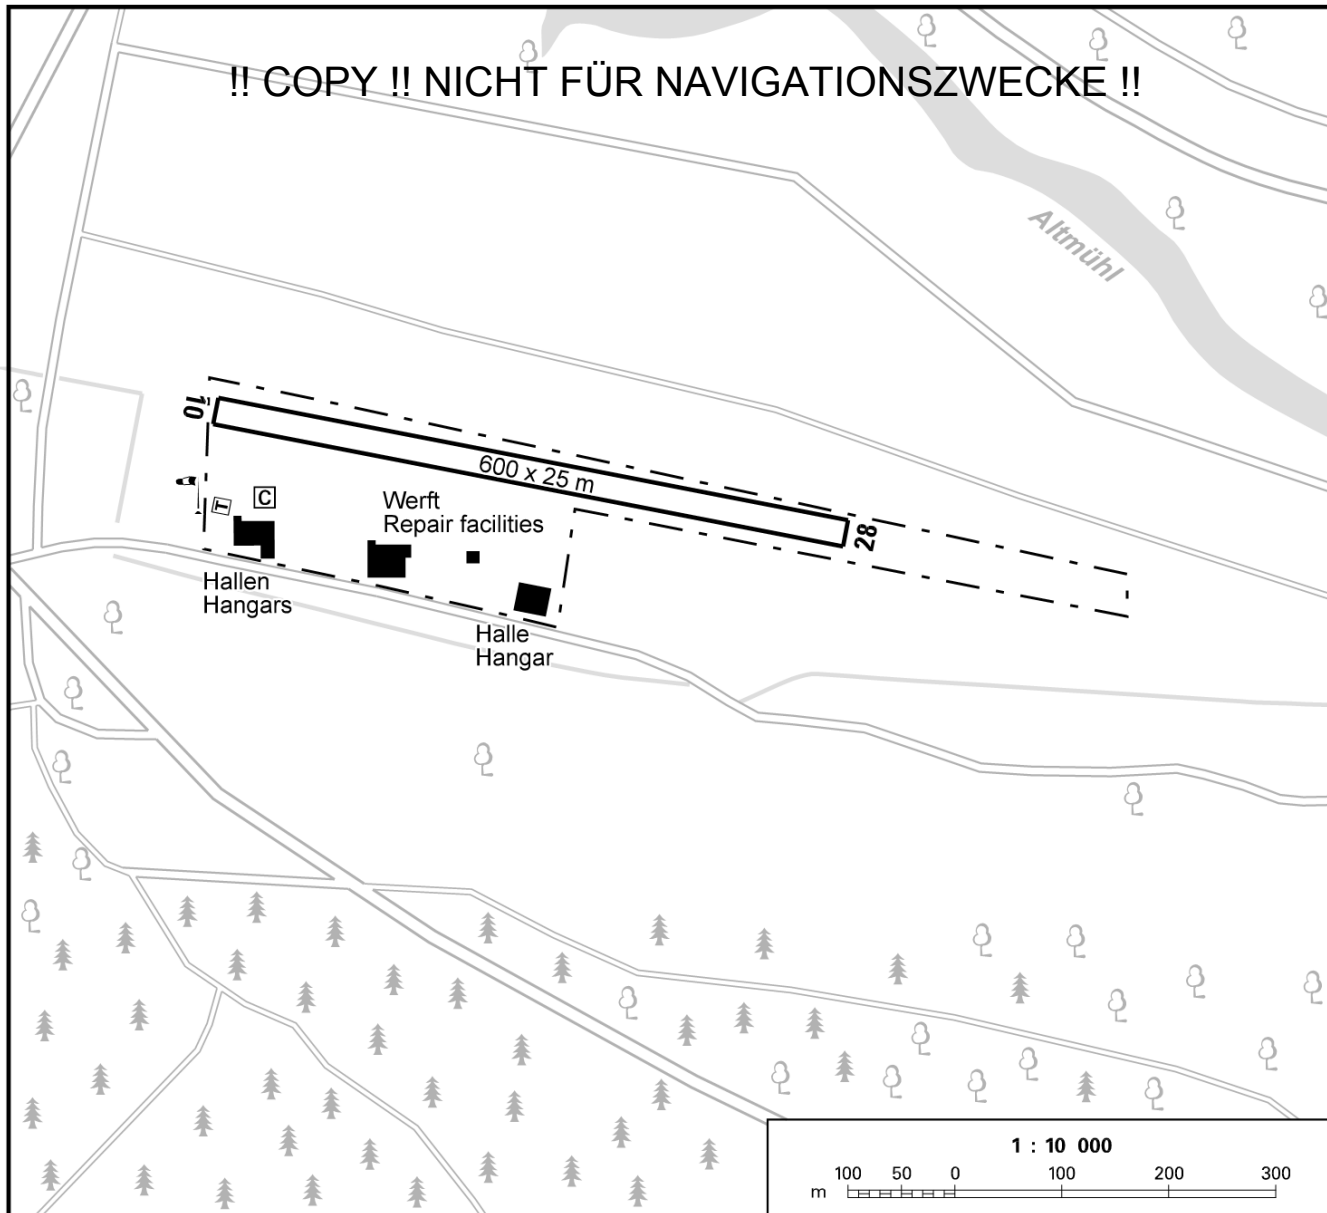 !! COPY !! NICHT FÜR NAVIGATIONSZWECKE !!
Altmühl
10
600 x 25 m
28
T
C
Werft
Repair facilities
Hallen
Hangars
Halle
Hangar
1 : 10 000
m 100 50 0 100 200 300